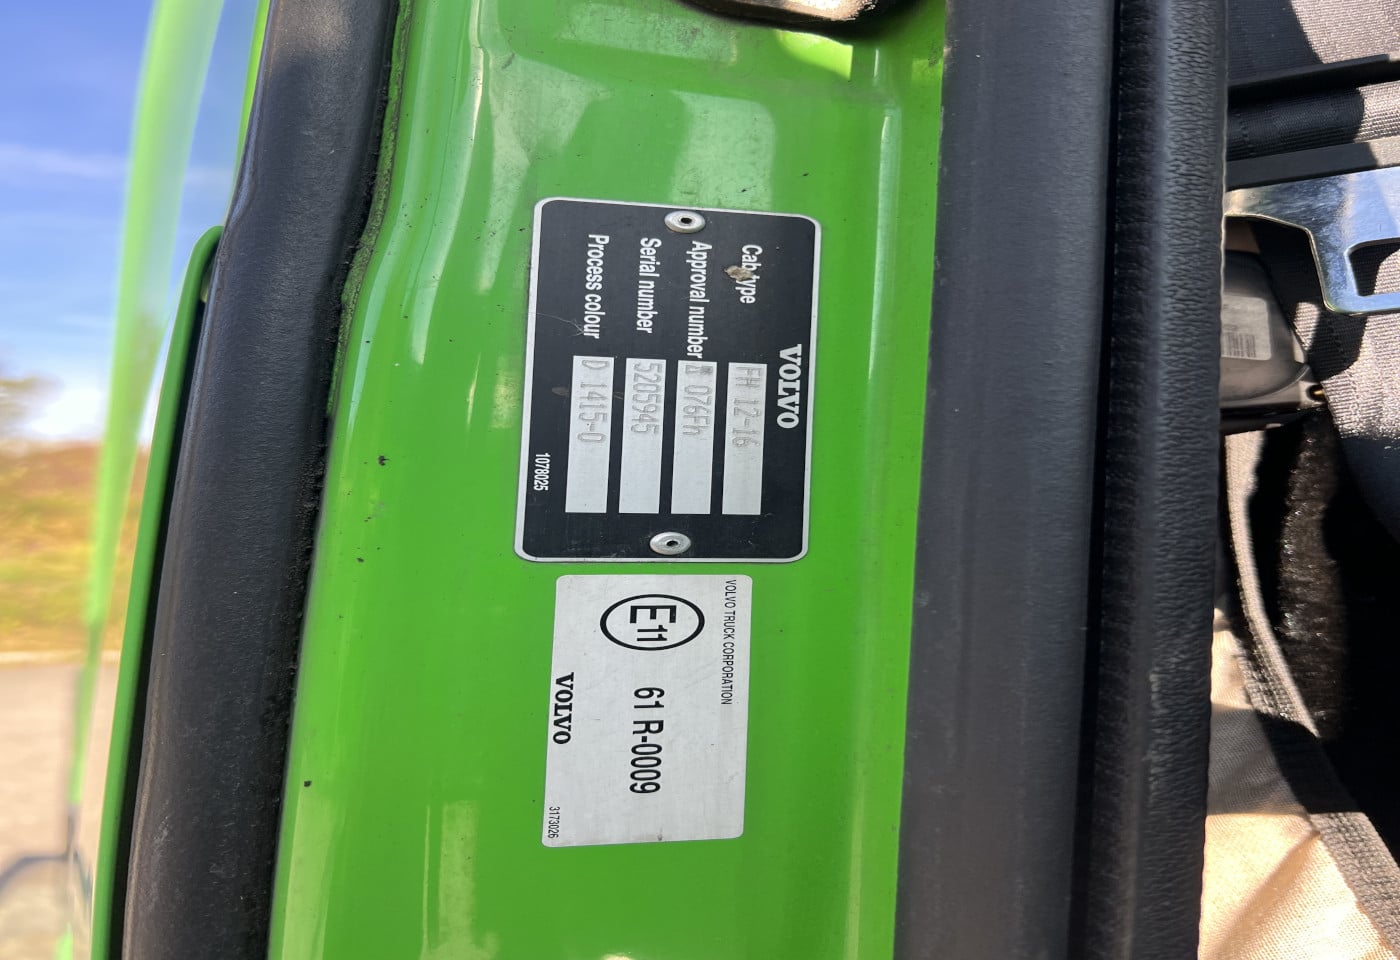 VOLVO
Cab type FH 12-16
Approval number 076Fh
Serial number 5205945
Process colour D 1415-0
1078025
VOLVO TRUCK CORPORATION
E11 61 R-0009
VOLVO
3173026